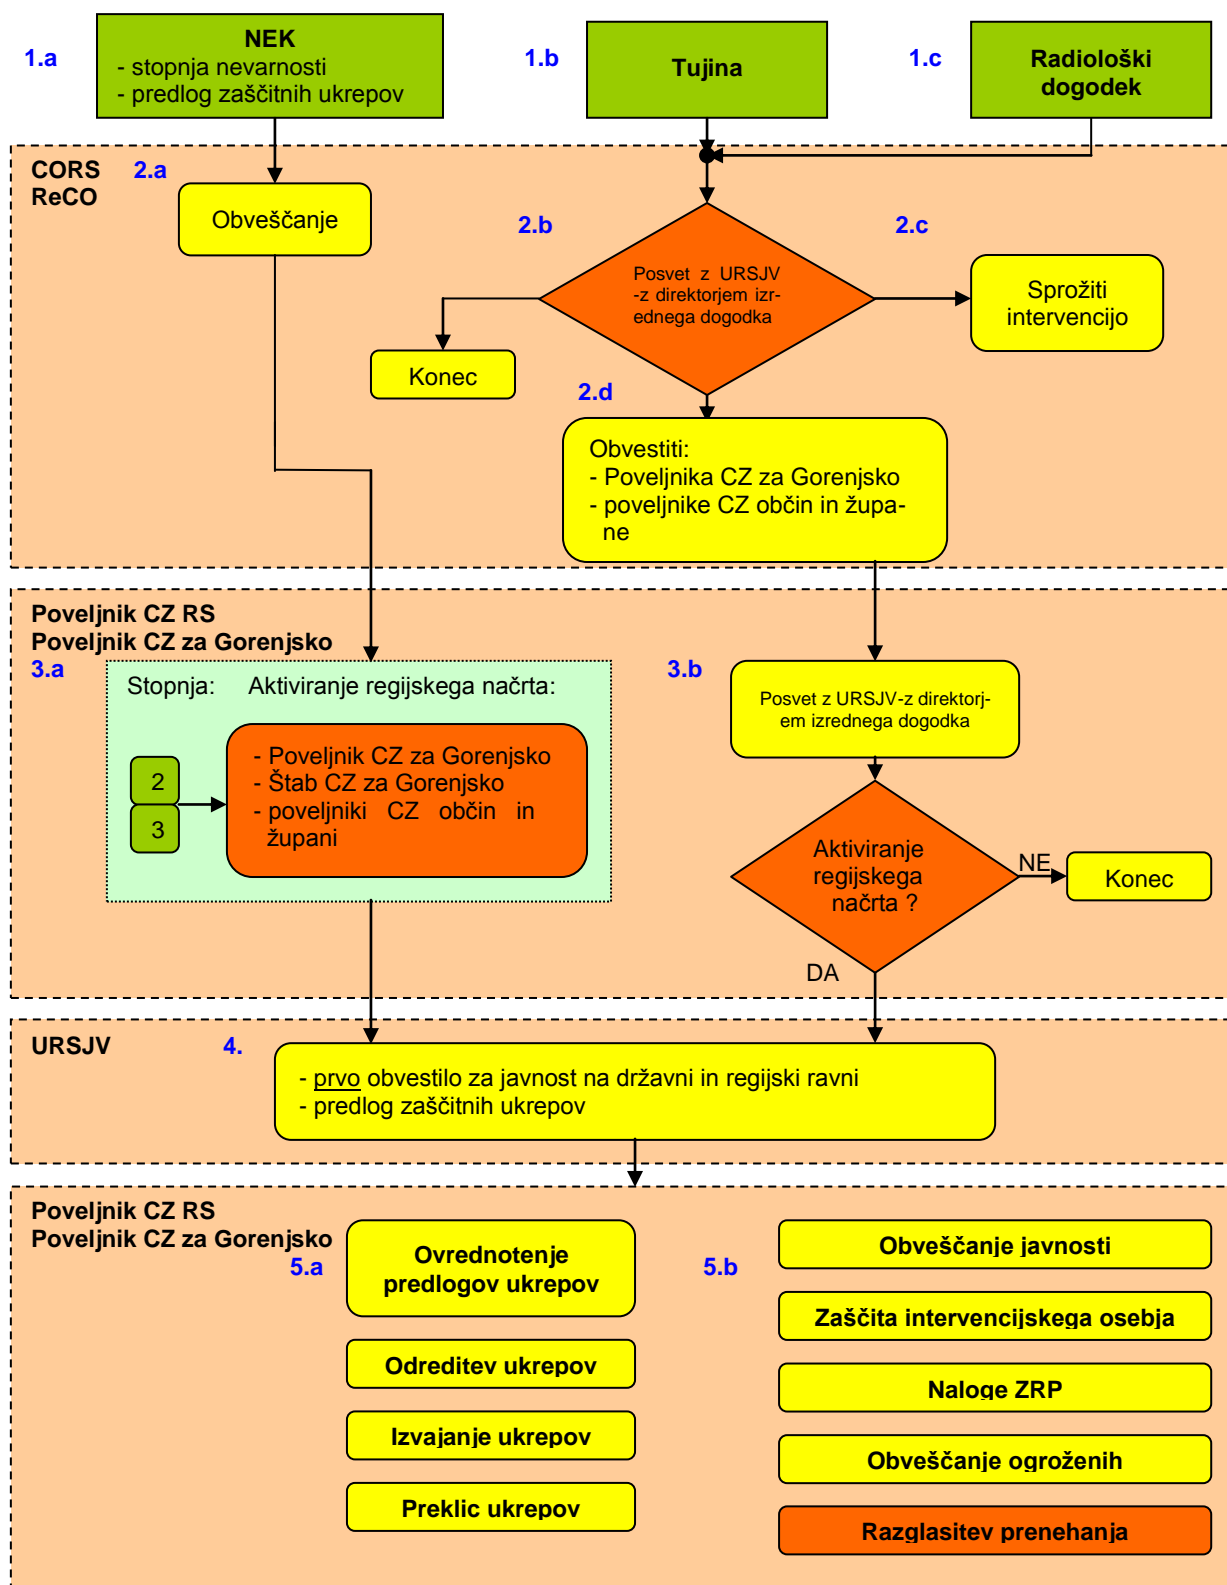 1.a
NEK
- stopnja nevarnosti
- predlog zaščitnih ukrepov
1.b
Tujina
1.c
Radiološki
dogodek
CORS
ReCO
2.a
Obveščanje
2.b
Posvet z URSJV
-z direktorjem izr-
ednega dogodka
2.c
Sprožiti
intervencijo
Konec
2.d
Obvestiti:
- Poveljnika CZ za Gorenjsko
- poveljnike CZ občin in župa-
ne
Poveljnik CZ RS
Poveljnik CZ za Gorenjsko
3.a
Stopnja: Aktiviranje regijskega načrta:
2
3
- Poveljnik CZ za Gorenjsko
- Štab CZ za Gorenjsko
- poveljniki CZ občin in
župani
3.b
Posvet z URSJV-z direktorj-
em izrednega dogodka
Aktiviranje
regijskega
načrta ?
NE
Konec
DA
URSJV
4.
- prvo obvestilo za javnost na državni in regijski ravni
- predlog zaščitnih ukrepov
Poveljnik CZ RS
Poveljnik CZ za Gorenjsko
5.a
Ovrednotenje
predlogov ukrepov
Odreditev ukrepov
Izvajanje ukrepov
Preklic ukrepov
5.b
Obveščanje javnosti
Zaščita intervencijskega osebja
Naloge ZRP
Obveščanje ogroženih
Razglasitev prenehanja